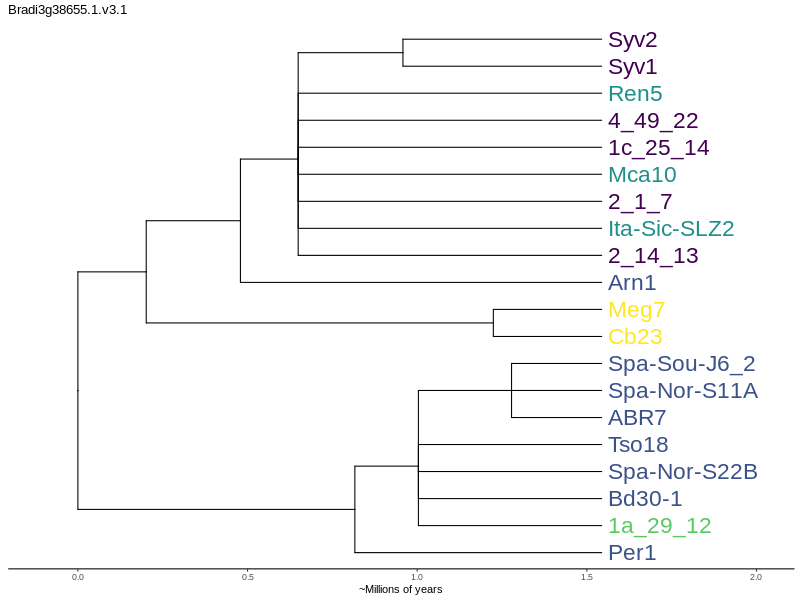 Bradi3g38655.1.v3.1
Syv2
Syv1
Ren5
4_49_22
1c_25_14
Mca10
2_1_7
Ita-Sic-SLZ2
2_14_13
Arn1
Meg7
Cb23
Spa-Sou-J6_2
Spa-Nor-S11A
ABR7
Tso18
Spa-Nor-S22B
Bd30-1
1a_29_12
Per1
0.0 0.5 1.0 1.5 2.0
~Millions of years